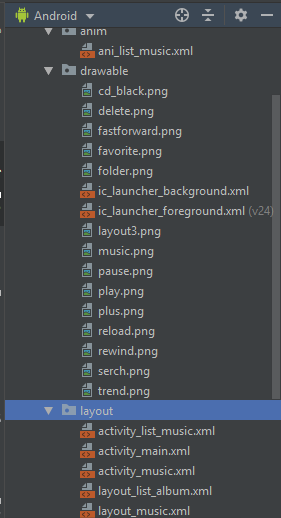 Android
anim
ani_list_music.xml
drawable
cd_black.png
delete.png
fastforward.png
favorite.png
folder.png
ic_launcher_background.xml
ic_launcher_foreground.xml (v24)
layout3.png
music.png
pause.png
play.png
plus.png
reload.png
rewind.png
serch.png
trend.png
layout
activity_list_music.xml
activity_main.xml
activity_music.xml
layout_list_album.xml
layout_music.xml